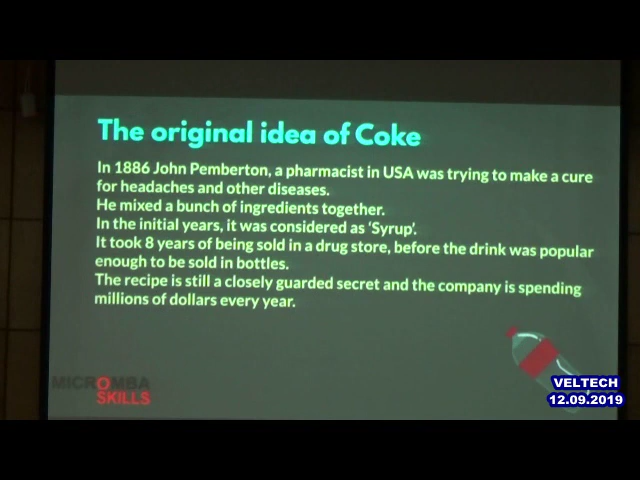 The original idea of Coke
In 1886 John Pemberton, a pharmacist in USA was trying to make a cure
for headaches and other diseases.
He mixed a bunch of ingredients together.
In the initial years, it was considered as ‘Syrup’.
It took 8 years of being sold in a drug store, before the drink was popular
enough to be sold in bottles.
The recipe is still a closely guarded secret and the company is spending
millions of dollars every year.
MICROMBA
SKILLS
VELTECH
12.09.2019